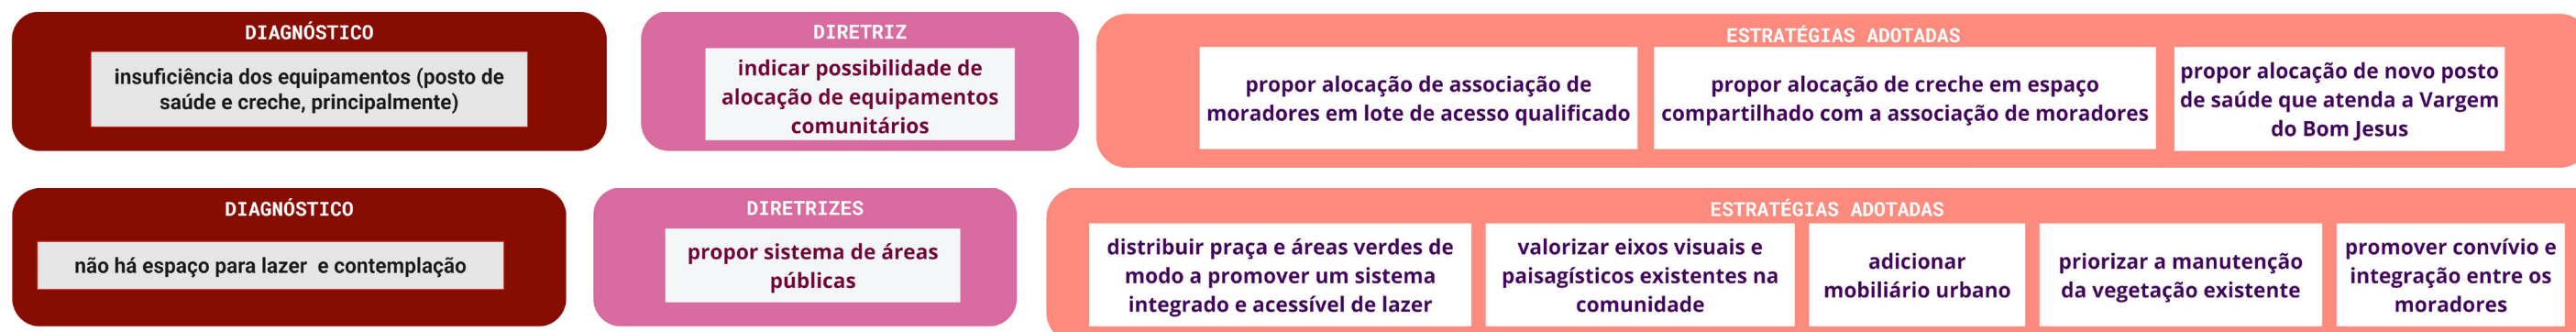 DIAGNÓSTICO
insuficiência dos equipamentos (posto de
saúde e creche, principalmente)
DIRETRIZ
indicar possibilidade de
alocação de equipamentos
comunitários
ESTRATÉGIAS ADOTADAS
propor alocação de associação de
moradores em lote de acesso qualificado
propor alocação de creche em espaço
compartilhado com a associação de moradores
propor alocação de novo posto
de saúde que atenda a Vargem
do Bom Jesus
DIAGNÓSTICO
não há espaço para lazer e contemplação
DIRETRIZES
propor sistema de áreas
públicas
ESTRATÉGIAS ADOTADAS
distribuir praça e áreas verdes de
modo a promover um sistema
integrado e acessível de lazer
valorizar eixos visuais e
paisagísticos existentes na
comunidade
adicionar
mobiliário urbano
priorizar a manutenção
da vegetação existente
promover convívio e
integração entre os
moradores